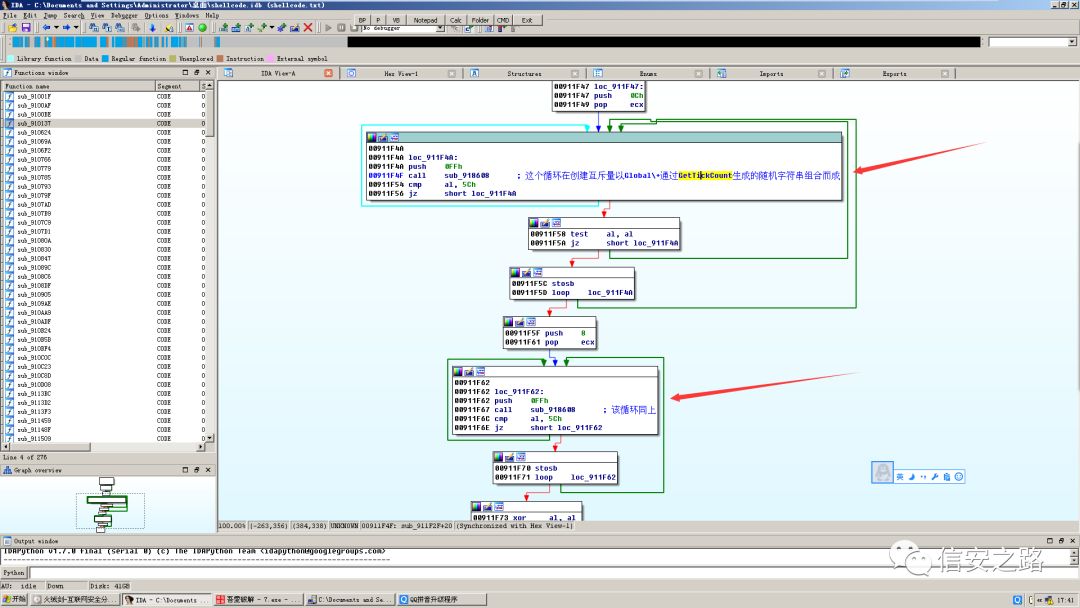 IDA - C:\Documents and Settings\Administrator\桌面\shellcode.idb (shellcode.txt)
File Edit Jump Search View Debugger Options Windows Help
BP P VB Notepad Calc Folder CMD Exit
No debugger
Library function Data Regular function Unexplored Instruction External symbol
Functions window
IDA View-A Hex View-1 Structures Enums Imports Exports
Function name Segment S
sub_91001F CODE 0
sub_9100AF CODE 0
sub_9100BE CODE 0
sub_910137 CODE 0
sub_910624 CODE 0
sub_91069A CODE 0
sub_9106F2 CODE 0
sub_910766 CODE 0
sub_910779 CODE 0
sub_910785 CODE 0
sub_910793 CODE 0
sub_91079F CODE 0
sub_9107AD CODE 0
sub_9107B9 CODE 0
sub_9107C9 CODE 0
sub_9107D1 CODE 0
sub_91080A CODE 0
sub_910830 CODE 0
sub_910847 CODE 0
sub_91089C CODE 0
sub_9108C6 CODE 0
sub_9108DF CODE 0
sub_910905 CODE 0
sub_9109AE CODE 0
sub_910AA9 CODE 0
sub_910ADF CODE 0
sub_910B24 CODE 0
sub_910B5B CODE 0
sub_910BF4 CODE 0
sub_910C0C CODE 0
sub_910C23 CODE 0
sub_910C8D CODE 0
sub_910D08 CODE 0
sub_9113BC CODE 0
sub_9113D2 CODE 0
sub_9113F3 CODE 0
sub_911459 CODE 0
sub_91148F CODE 0
sub_911509 CODE 0
Line 4 of 276
Graph overview
00911F47 loc_911F47:
00911F47 push 0Ch
00911F49 pop ecx
00911F4A
00911F4A loc_911F4A:
00911F4A push 0FFh
00911F4F call sub_918608 ; 这个循环在创建互斥量以Global\+通过GetTickCount生成的随机字符串组合而成
00911F54 cmp al, 5Ch
00911F56 jz short loc_911F4A
00911F58 test al, al
00911F5A jz short loc_911F4A
00911F5C stosb
00911F5D loop loc_911F4A
00911F5F push 8
00911F61 pop ecx
00911F62
00911F62 loc_911F62:
00911F62 push 0FFh
00911F67 call sub_918608 ; 该循环同上
00911F6C cmp al, 5Ch
00911F6E jz short loc_911F62
00911F70 stosb
00911F71 loop loc_911F62
00911F73 xor al, al
英
100.00% (-263,356) (384,338) UNKNOWN 00911F4F: sub_911F2F+20 (Synchronized with Hex View-1)
Output window
IDAPython v1.7.0 final (serial 0) (c) The IDAPython Team <idapython@googlegroups.com>
Python
AU: idle Down Disk: 41GB
信安之路
开始 火绒剑-互联网安全分... IDA - C:\Documents ... 吾爱破解 - 7.exe - ... C:\Documents and Se... QQ拼音升级程序 17:41